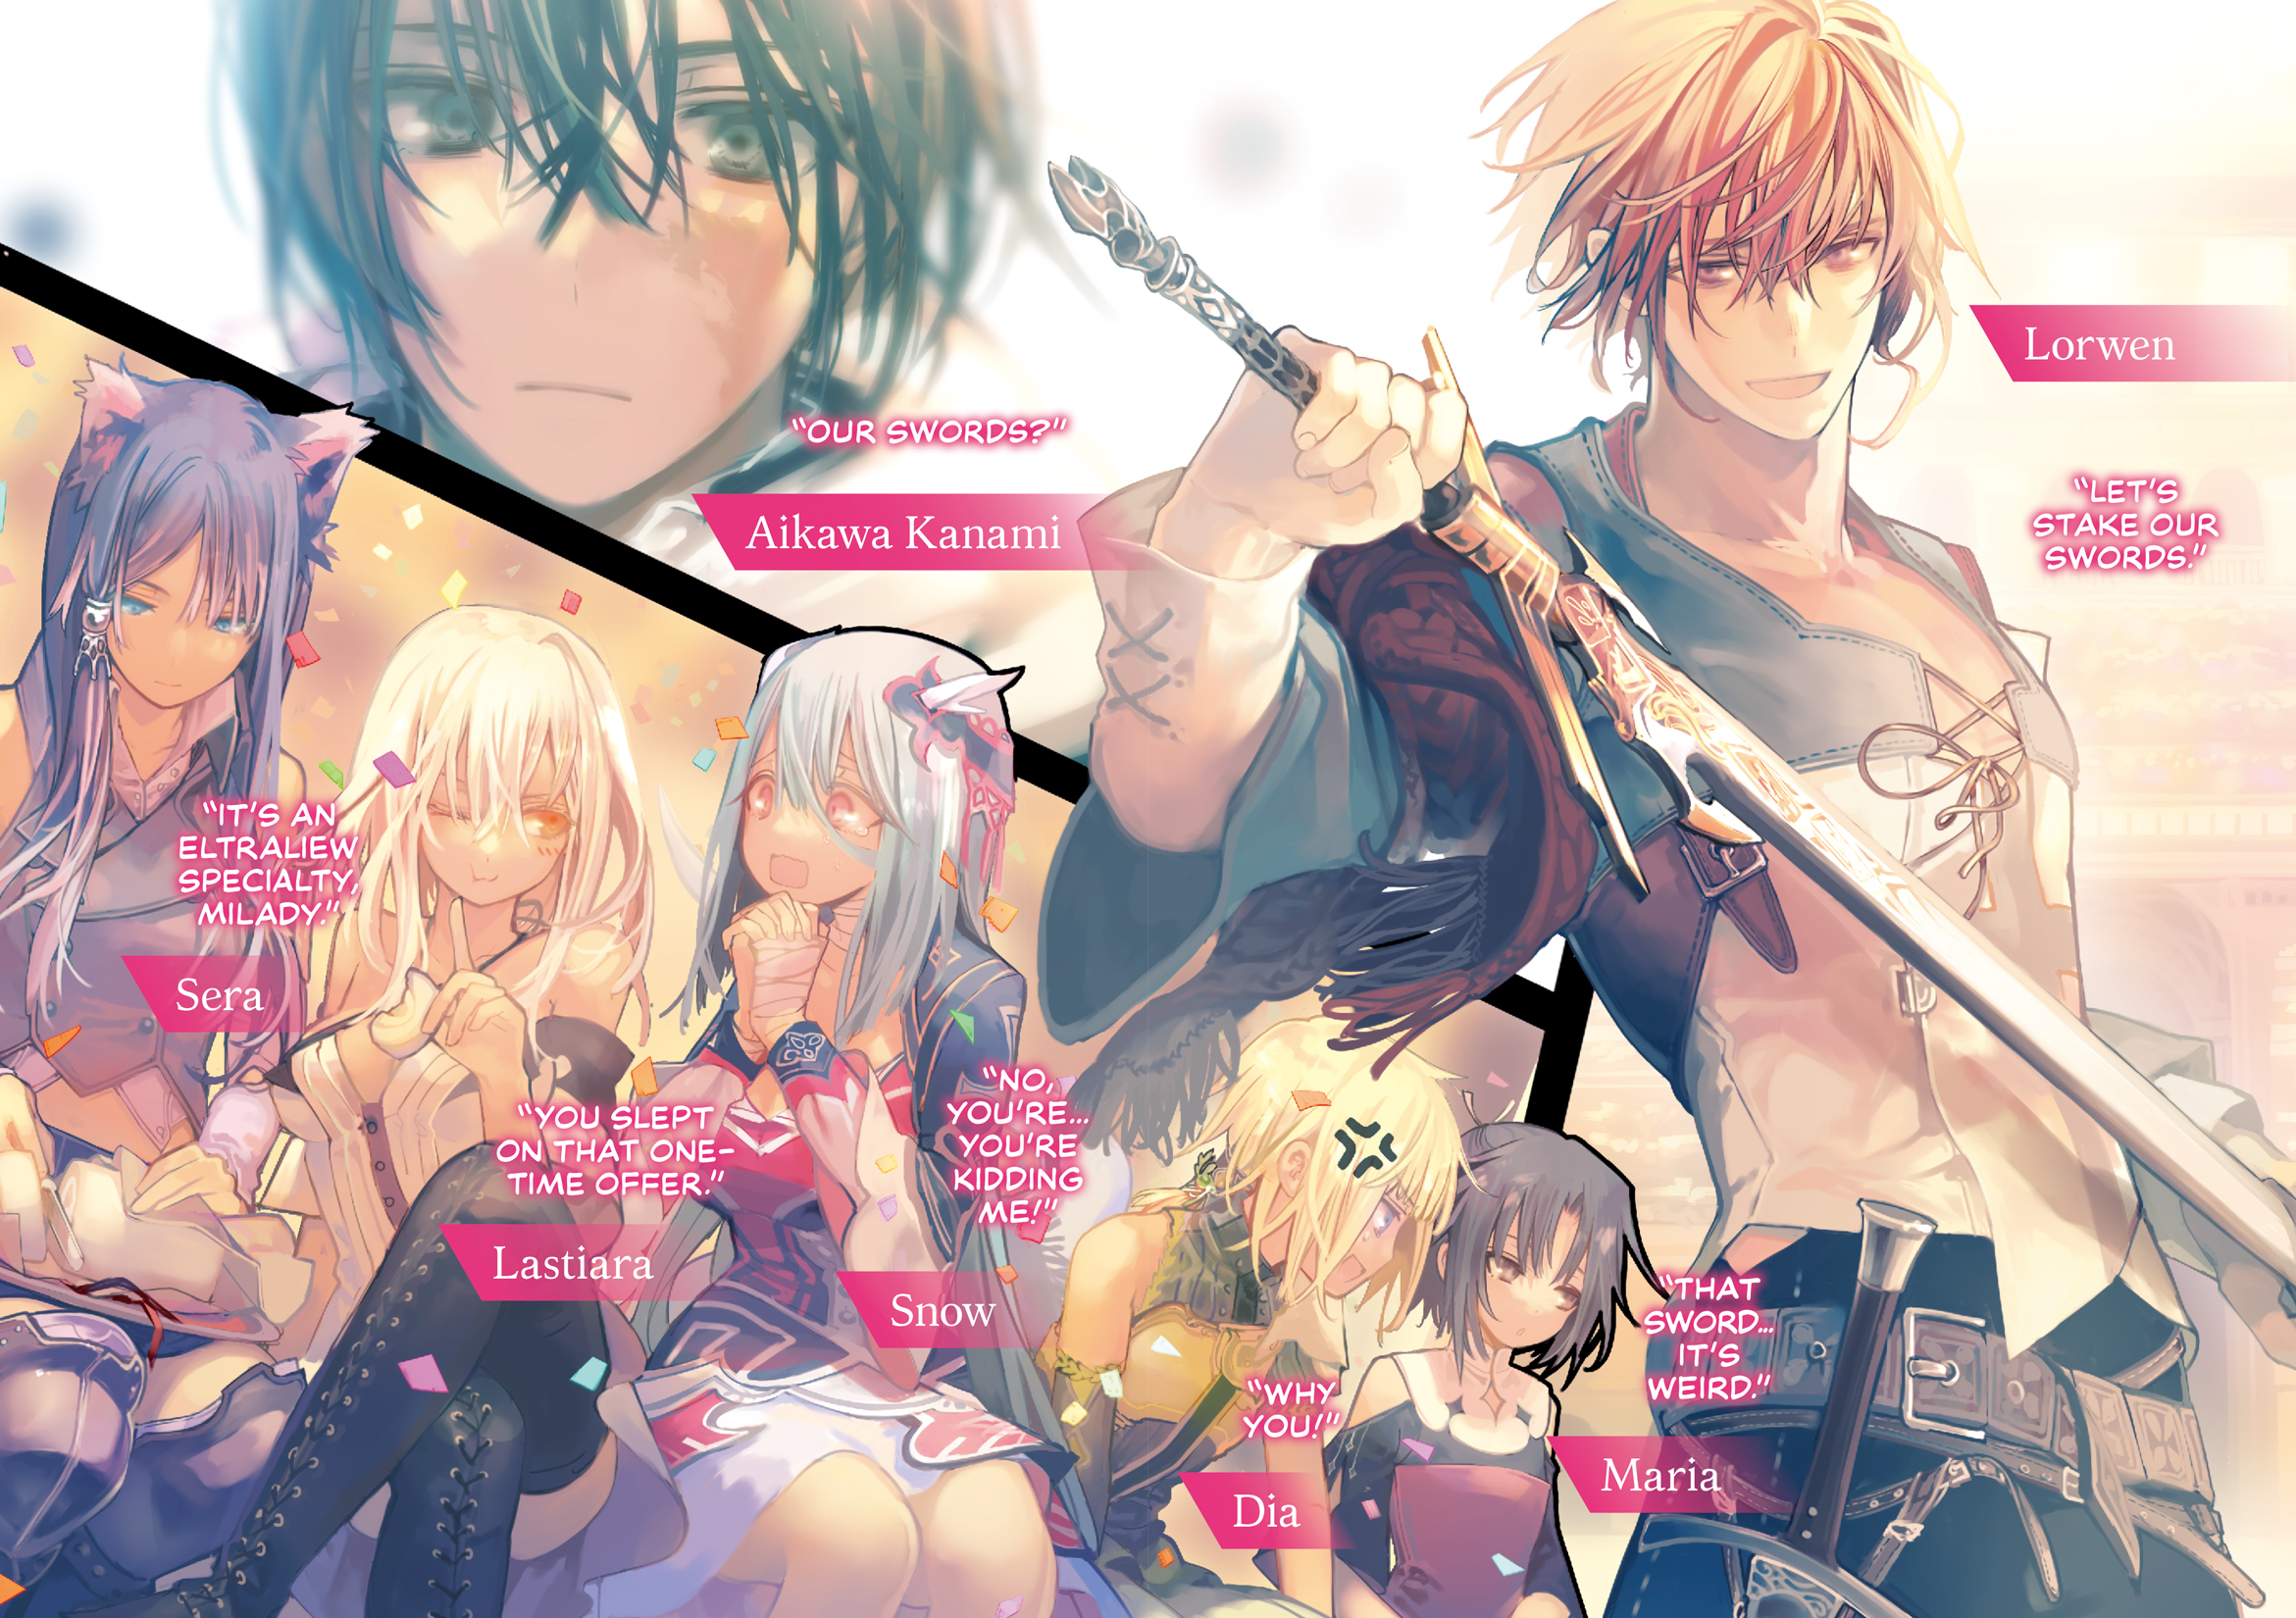 Lorwen
“LET’S
STAKE OUR
SWORDS.”
“OUR SWORDS?”
Aikawa Kanami
“IT’S AN
ELTRALIEW
SPECIALTY,
MILADY.”
Sera
“YOU SLEPT
ON THAT ONE-
TIME OFFER.”
Lastiara
“NO,
YOU’RE...
YOU’RE
KIDDING
ME!”
Snow
“WHY
YOU!”
Dia
“THAT
SWORD...
IT’S
WEIRD.”
Maria